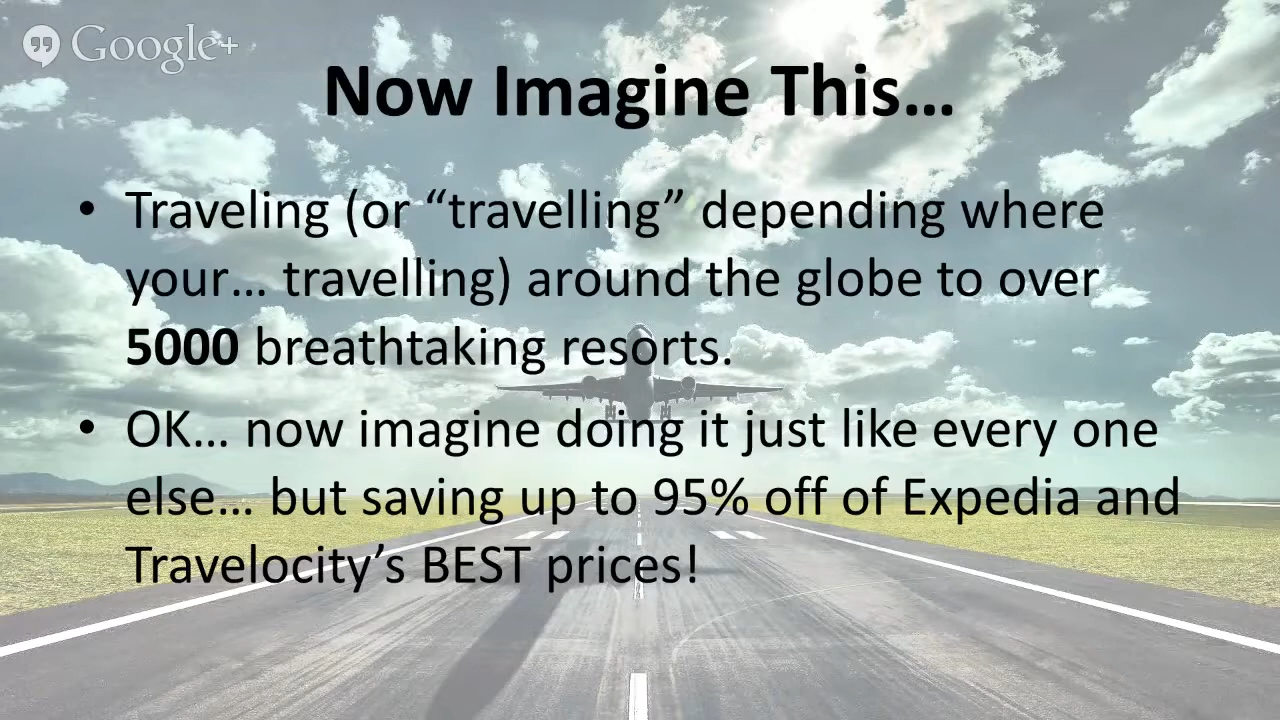 Google+
Now Imagine This...
• Traveling (or “travelling” depending where
your... travelling) around the globe to over
5000 breathtaking resorts.
• OK... now imagine doing it just like every one
else... but saving up to 95% off of Expedia and
Travelocity’s BEST prices!